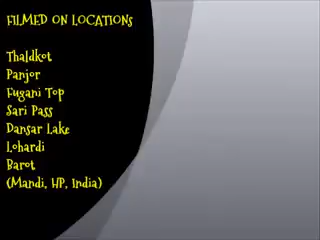 FILMED ON LOCATIONS
Thaldkot
Panjor
Fugani Top
Sari Pass
Dansar Lake
Lohardi
Barot
(Mandi, HP, India)